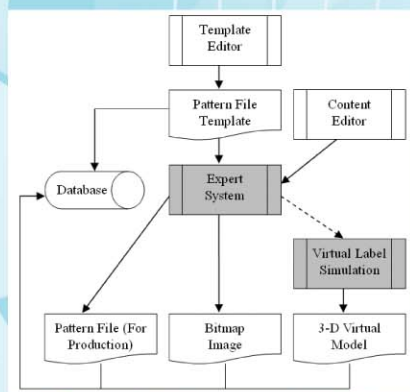 Template
Editor
Pattern File
Template
Content
Editor
Database
Expert
System
Virtual Label
Simulation
Pattern File (For
Production)
Bitmap
Image
3-D Virtual
Model